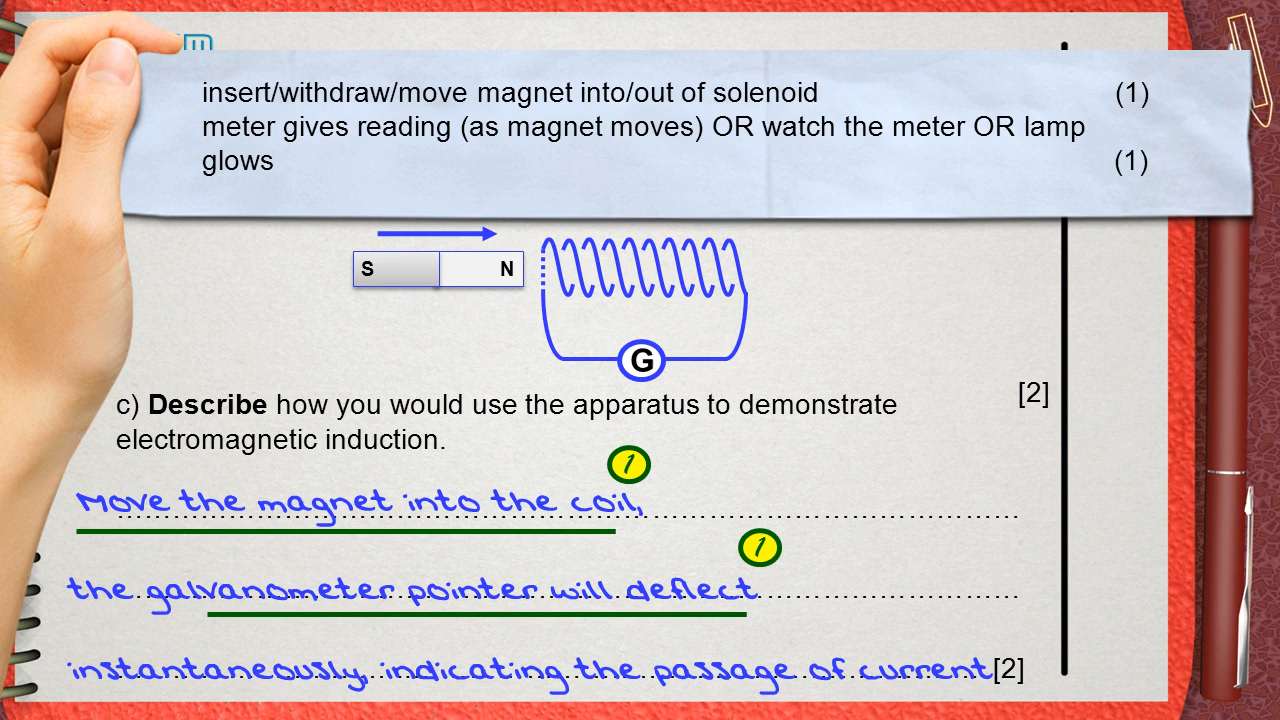 insert/withdraw/move magnet into/out of solenoid (1)
meter gives reading (as magnet moves) OR watch the meter OR lamp
glows (1)
S N
G
[2]
c) Describe how you would use the apparatus to demonstrate
electromagnetic induction.
1
Move the magnet into the coil,
1
the galvanometer pointer will deflect
instantaneously, indicating the passage of current [2]